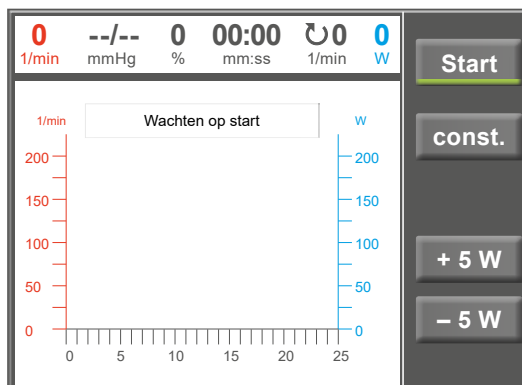 0 --/-- 0 00:00 ↻0 0
1/min mmHg % mm:ss 1/min W
Start
1/min Wachten op start W
const.
200 200
150 150
100 100
+ 5 W
50 50
– 5 W
0 0
0 5 10 15 20 25